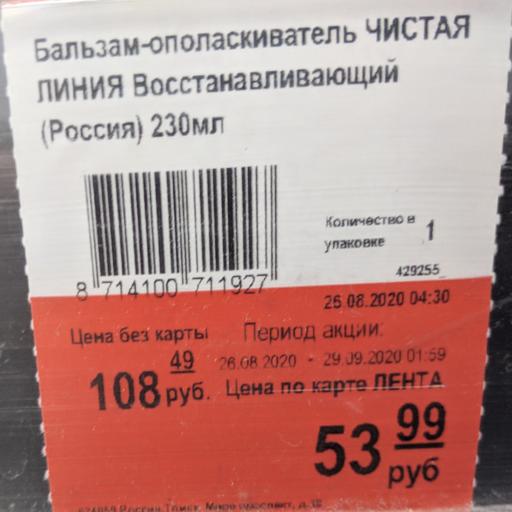 Бальзам-ополаскиватель ЧИСТАЯ
ЛИНИЯ Восстанавливающий
(Россия) 230мл
Количество в
упаковке 1
429255
8 714100 711927
26.08.2020 04:30
Цена без карты Период акции:
108 49 руб. 26.08.2020 - 29.09.2020 01:59
Цена по карте ЛЕНТА
53 99 руб
Россия, Томск,